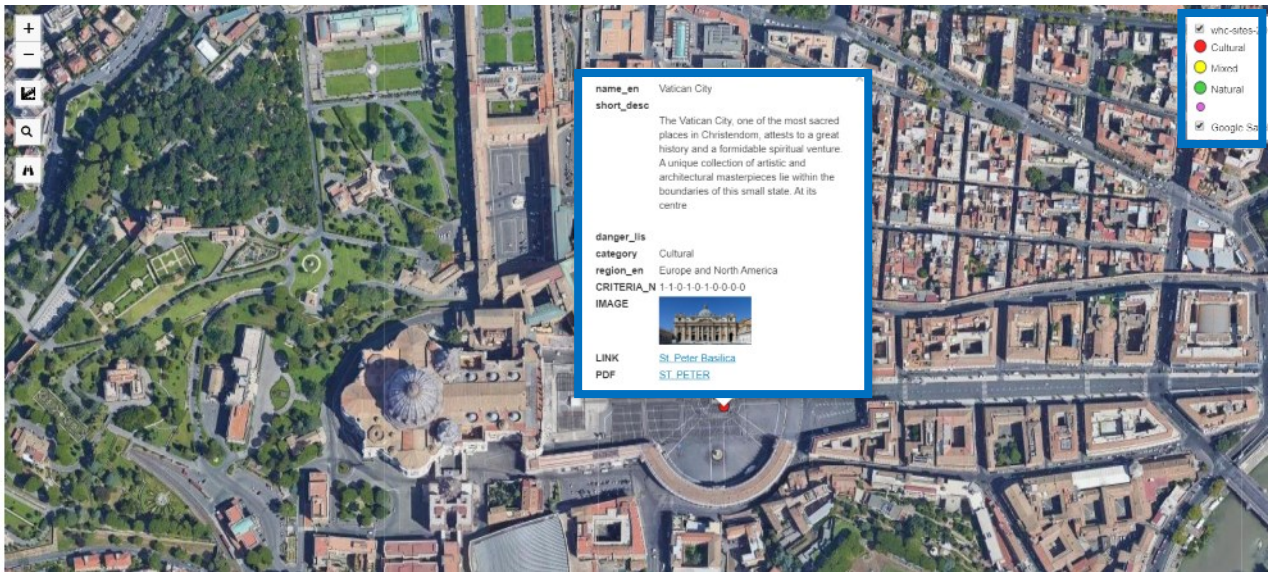 +
−
name_en Vatican City
short_desc
The Vatican City, one of the most sacred
places in Christendom, attests to a great
history and a formidable spiritual venture.
A unique collection of artistic and
architectural masterpieces lie within the
boundaries of this small state. At its
centre
danger_lis
category Cultural
region_en Europe and North America
CRITERIA_N 1-1-0-1-0-1-0-0-0-0
IMAGE
LINK St. Peter Basilica
PDF ST. PETER
whc-sites-
Cultural
Mixed
Natural
Google